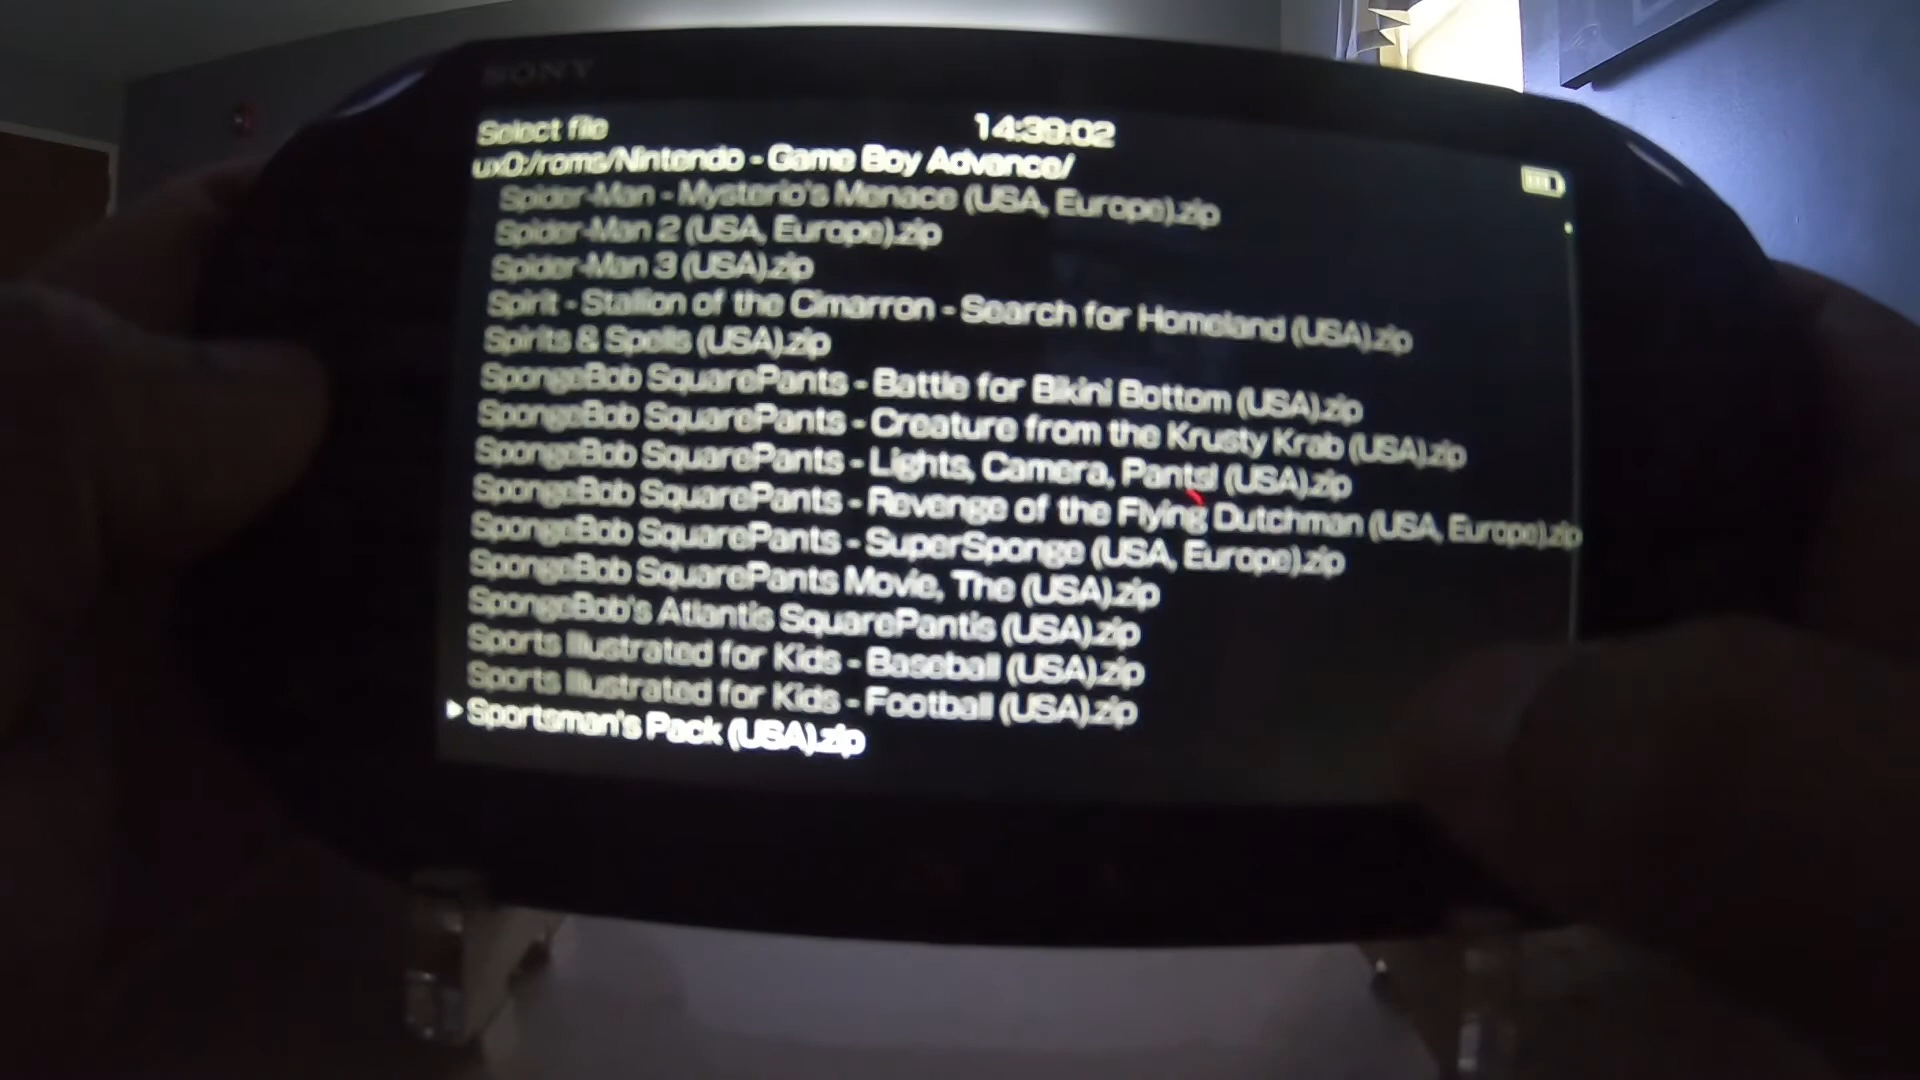 SONY
Select file
14:39:02
ux0:/roms/Nintendo - Game Boy Advance/
Spider-Man - Mysterio's Menace (USA, Europe).zip
Spider-Man 2 (USA, Europe).zip
Spider-Man 3 (USA).zip
Spirit - Stallion of the Cimarron - Search for Homeland (USA).zip
Spirits & Spells (USA).zip
SpongeBob SquarePants - Battle for Bikini Bottom (USA).zip
SpongeBob SquarePants - Creature from the Krusty Krab (USA).zip
SpongeBob SquarePants - Lights, Camera, Pants! (USA).zip
SpongeBob SquarePants - Revenge of the Flying Dutchman (USA, Europe).zip
SpongeBob SquarePants - SuperSponge (USA, Europe).zip
SpongeBob SquarePants Movie, The (USA).zip
SpongeBob's Atlantis SquarePantis (USA).zip
Sports Illustrated for Kids - Baseball (USA).zip
Sports Illustrated for Kids - Football (USA).zip
Sportsman's Pack (USA).zip